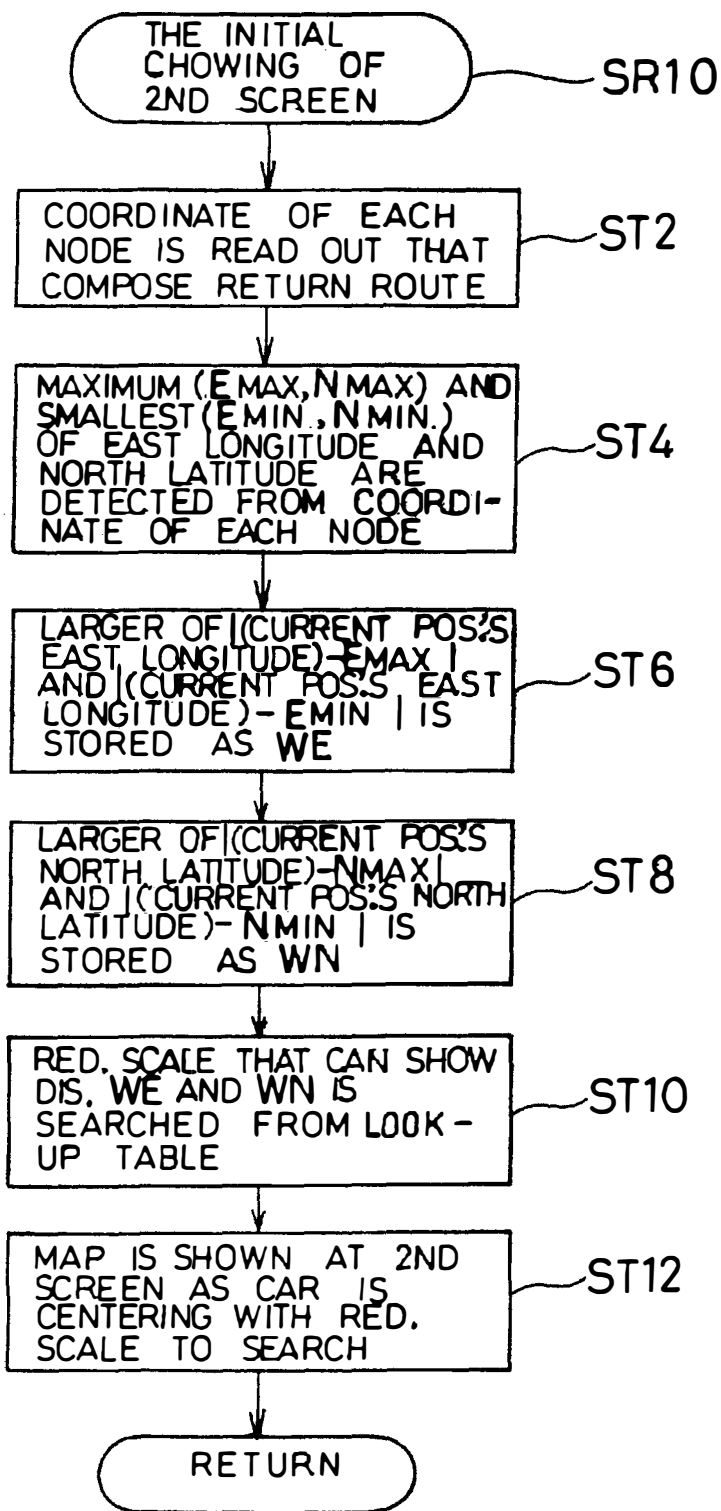 THE INITIAL
CHOWING OF
2ND SCREEN
SR10
COORDINATE OF EACH
NODE IS READ OUT THAT
COMPOSE RETURN ROUTE
ST2
MAXIMUM (EMAX,NMAX) AND
SMALLEST(EMIN.,NMIN.)
OF EAST LONGITUDE AND
NORTH LATITUDE ARE
DETECTED FROM COORDI-
NATE OF EACH NODE
ST4
LARGER OF |(CURRENT POS.'S
EAST LONGITUDE)-EMAX |
AND |(CURRENT POS.'S EAST
LONGITUDE)- EMIN | IS
STORED AS WE
ST6
LARGER OF |(CURRENT POS.'S
NORTH LATITUDE)-NMAX|
AND |(CURRENT POS.'S NORTH
LATITUDE)- NMIN | IS
STORED AS WN
ST8
RED. SCALE THAT CAN SHOW
DIS. WE AND WN IS
SEARCHED FROM LOOK-
UP TABLE
ST10
MAP IS SHOWN AT 2ND
SCREEN AS CAR IS
CENTERING WITH RED.
SCALE TO SEARCH
ST12
RETURN